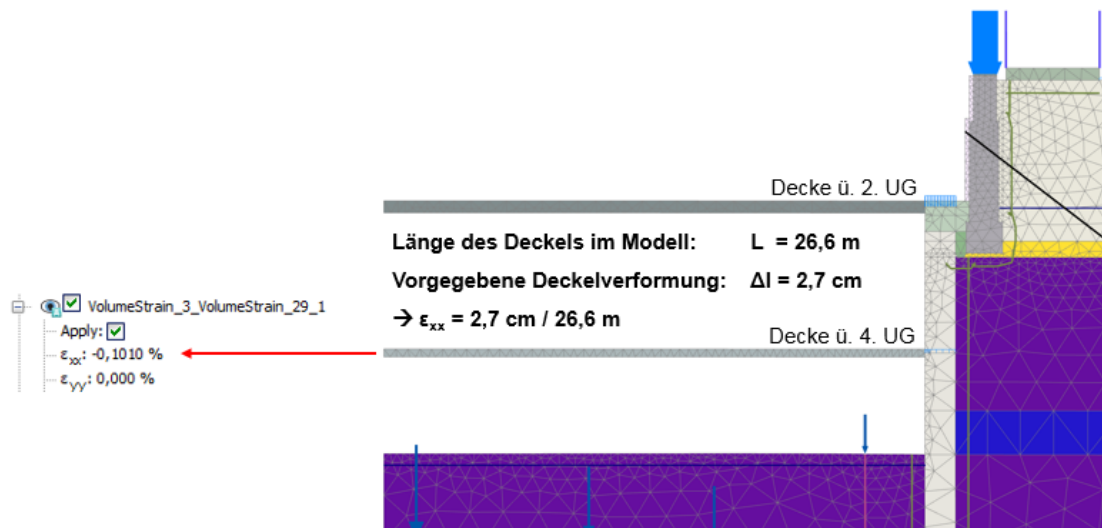 Decke ü. 2. UG
Länge des Deckels im Modell: L = 26,6 m
Vorgegebene Deckelverformung: Δl = 2,7 cm
→ εxx = 2,7 cm / 26,6 m
Decke ü. 4. UG
VolumeStrain_3_VolumeStrain_29_1
Apply:
εxx: -0,1010 %
εyy: 0,000 %